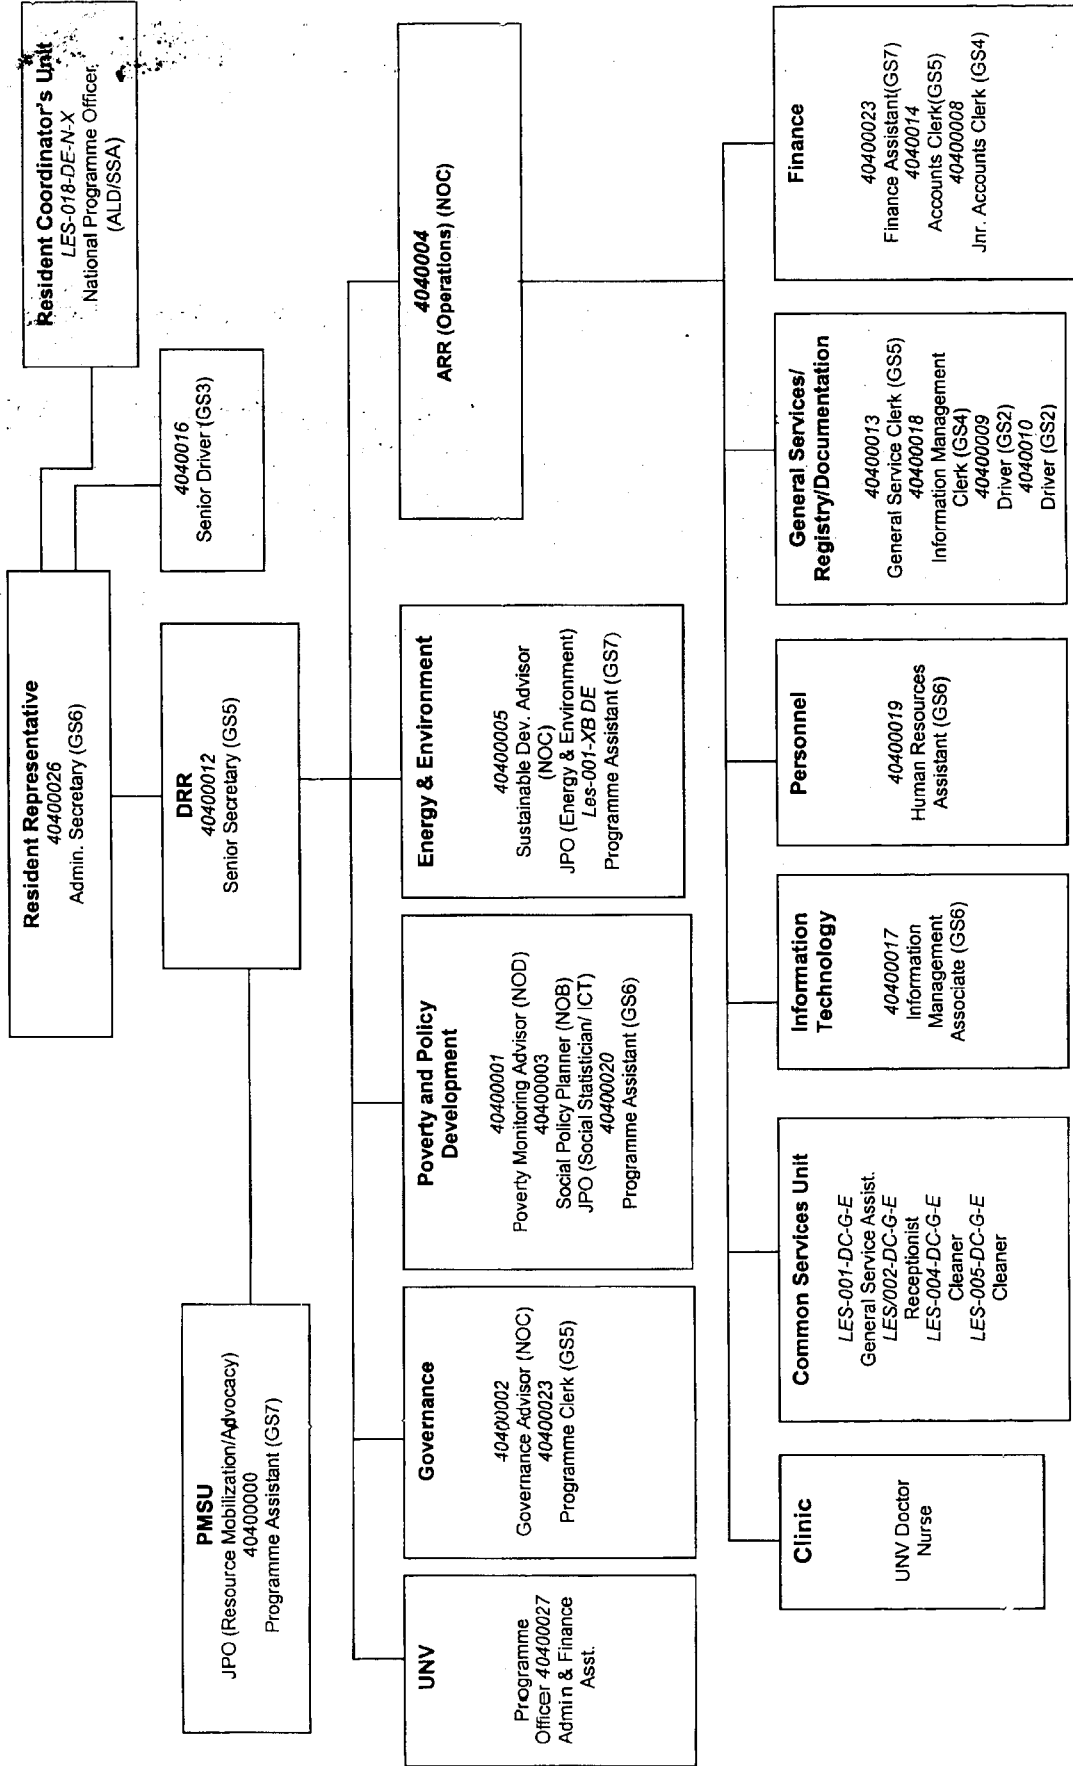 Resident Representative
40400026
Admin. Secretary (GS6)
Resident Coordinator's Unit
LES-018-DE-N-X
National Programme Officer
(ALD/SSA)
4040016
Senior Driver (GS3)
DRR
40400012
Senior Secretary (GS5)
PMSU
JPO (Resource Mobilization/Advocacy)
40400000
Programme Assistant (GS7)
UNV
Programme
Officer 40400027
Admin & Finance
Asst.
Governance
40400002
Governance Advisor (NOC)
40400023
Programme Clerk (GS5)
Poverty and Policy
Development
40400001
Poverty Monitoring Advisor (NOD)
40400003
Social Policy Planner (NOB)
JPO (Social Statistician/ ICT)
40400020
Programme Assistant (GS6)
Energy & Environment
40400005
Sustainable Dev. Advisor
(NOC)
JPO (Energy & Environment)
Les-001-XB DE
Programme Assistant (GS7)
4040004
ARR (Operations) (NOC)
Clinic
UNV Doctor
Nurse
Common Services Unit
LES-001-DC-G-E
General Service Assist.
LES/002-DC-G-E
Receptionist
LES-004-DC-G-E
Cleaner
LES-005-DC-G-E
Cleaner
Information
Technology
40400017
Information
Management
Associate (GS6)
Personnel
40400019
Human Resources
Assistant (GS6)
General Services/
Registry/Documentation
40400013
General Service Clerk (GS5)
40400018
Information Management
Clerk (GS4)
40400009
Driver (GS2)
4040010
Driver (GS2)
Finance
40400023
Finance Assistant(GS7)
4040014
Accounts Clerk(GS5)
40400008
Jnr. Accounts Clerk (GS4)